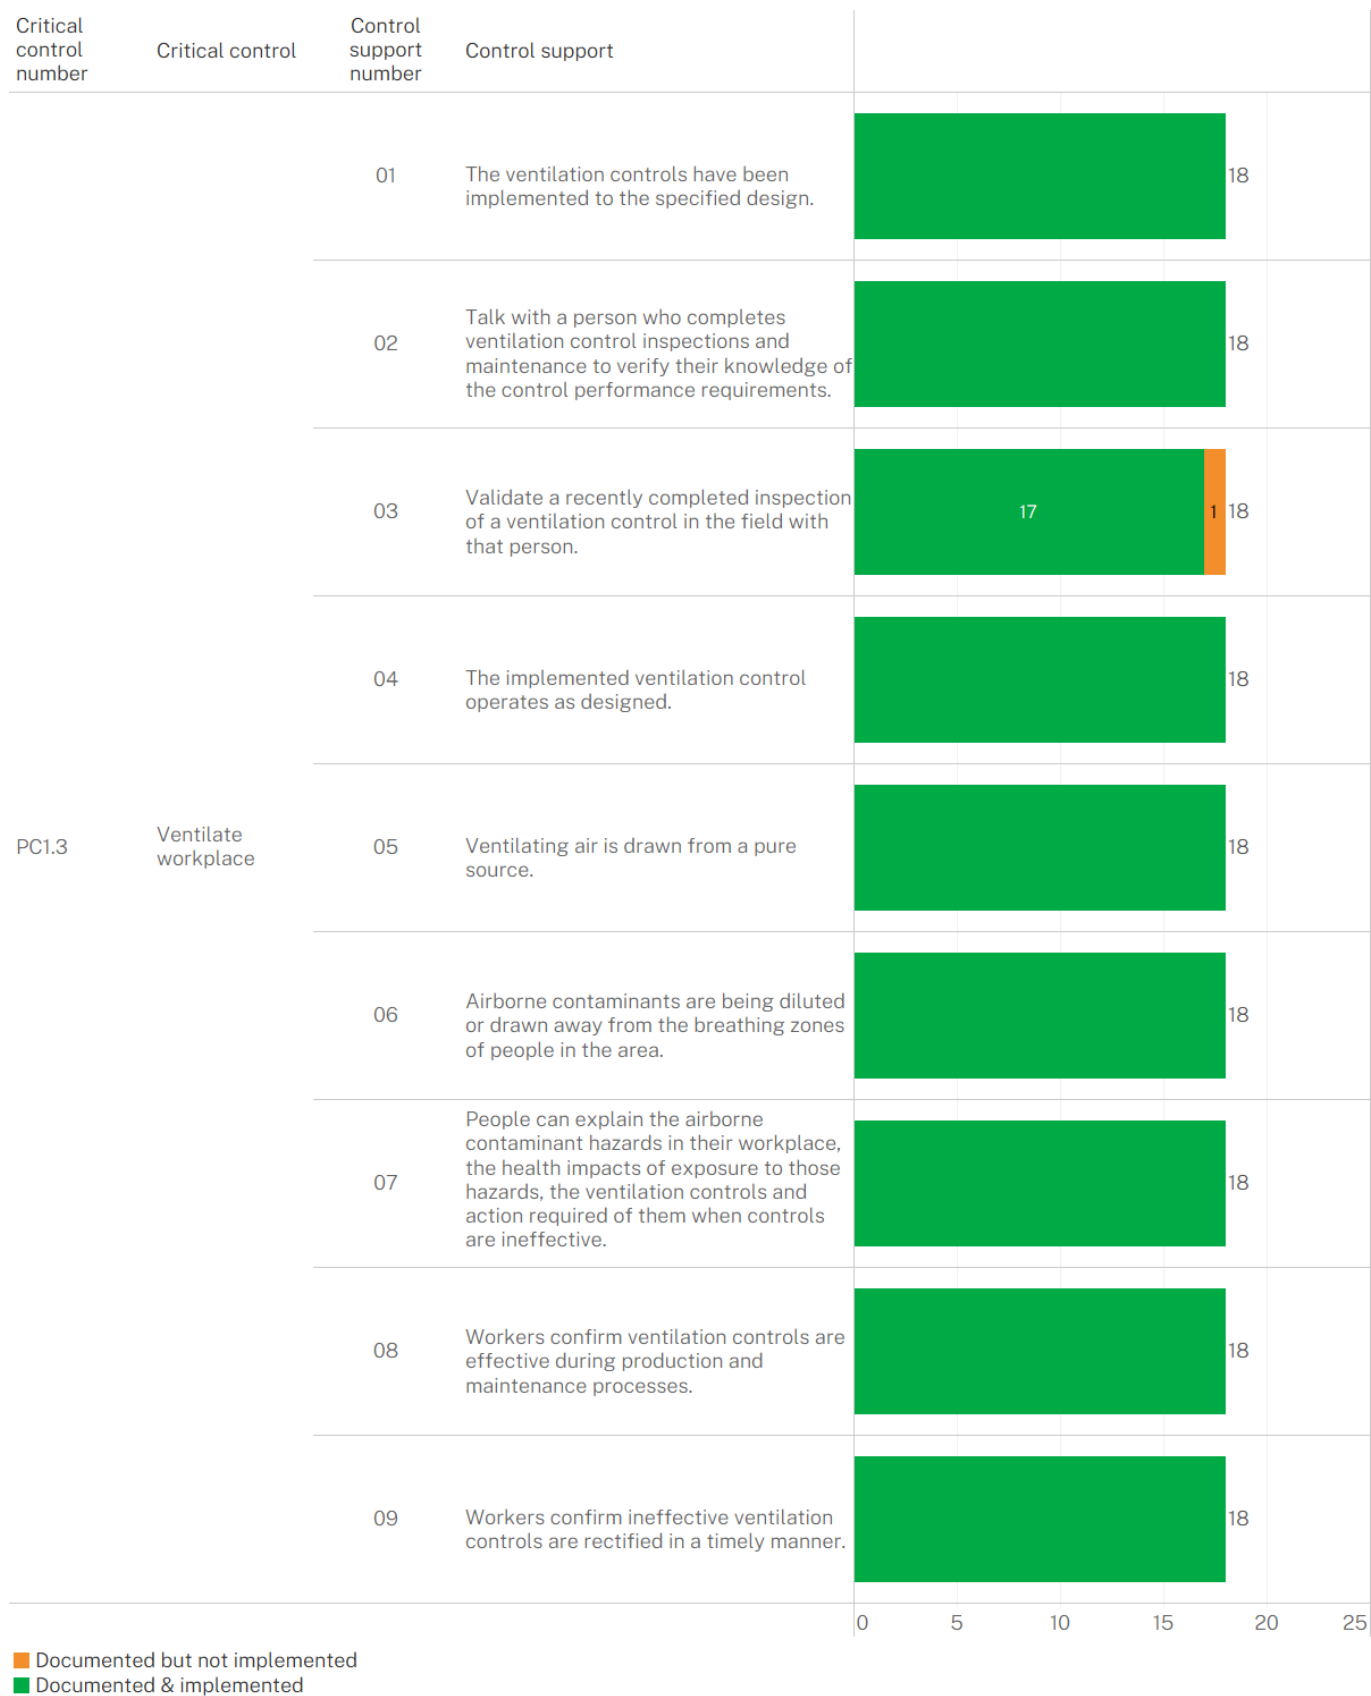 Critical
control
number
Critical control
Control
support
number
Control support
01
The ventilation controls have been
implemented to the specified design.
18
02
Talk with a person who completes
ventilation control inspections and
maintenance to verify their knowledge of
the control performance requirements.
18
03
Validate a recently completed inspection
of a ventilation control in the field with
that person.
17
1
18
04
The implemented ventilation control
operates as designed.
18
PC1.3
Ventilate
workplace
05
Ventilating air is drawn from a pure
source.
18
06
Airborne contaminants are being diluted
or drawn away from the breathing zones
of people in the area.
18
07
People can explain the airborne
contaminant hazards in their workplace,
the health impacts of exposure to those
hazards, the ventilation controls and
action required of them when controls
are ineffective.
18
08
Workers confirm ventilation controls are
effective during production and
maintenance processes.
18
09
Workers confirm ineffective ventilation
controls are rectified in a timely manner.
18
0 5 10 15 20 25
Documented but not implemented
Documented & implemented